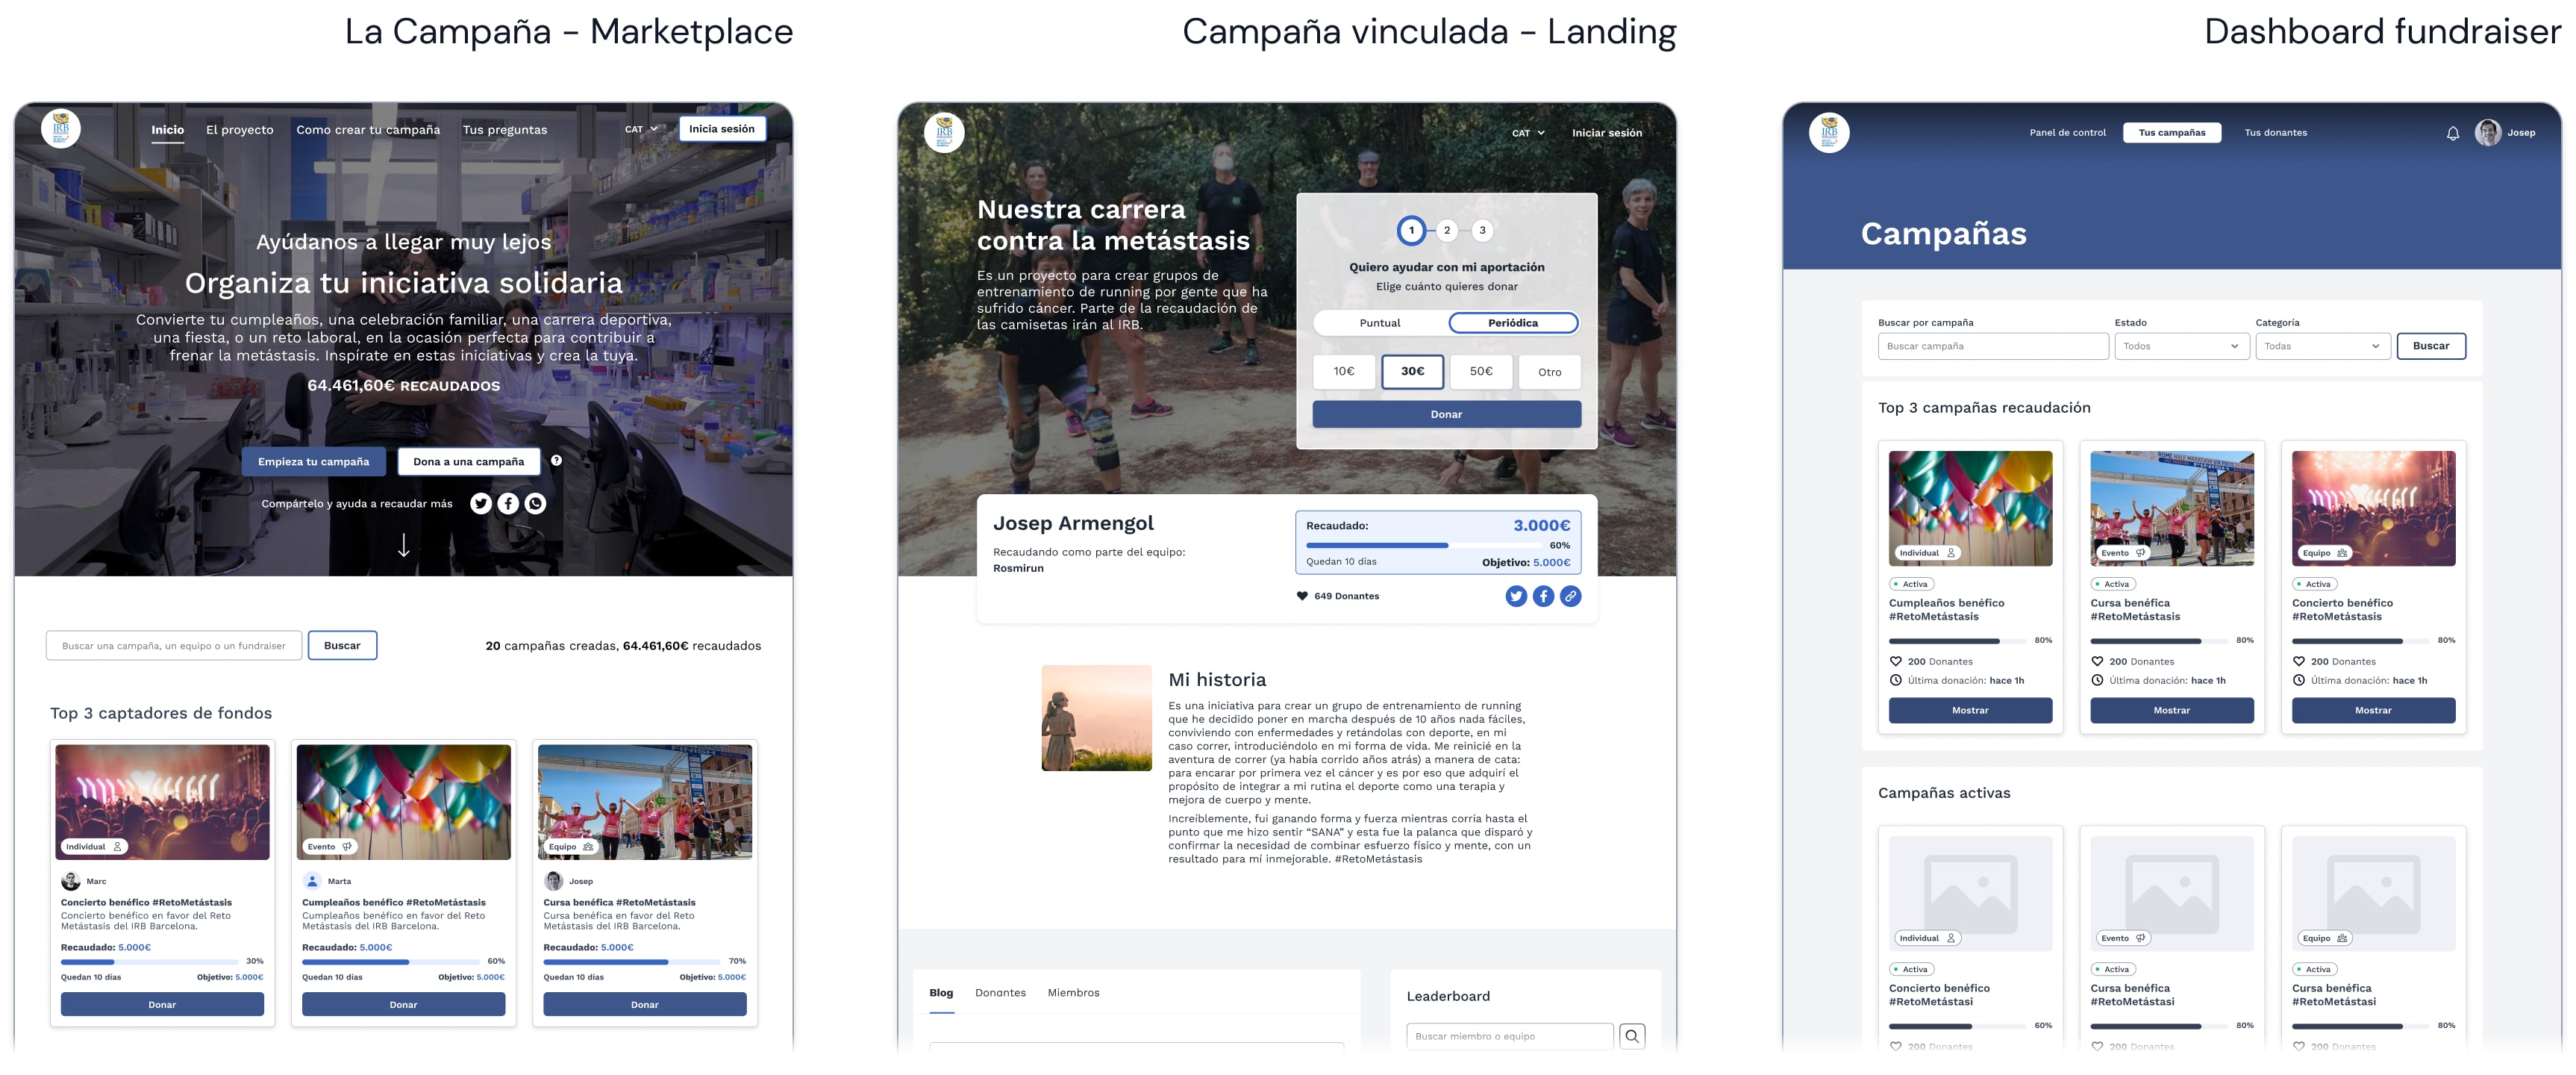 La Campaña - Marketplace
IRB
Inicio
El proyecto
Como crear tu campaña
Tus preguntas
CAT
Inicia sesión
Ayúdanos a llegar muy lejos
Organiza tu iniciativa solidaria
Convierte tu cumpleaños, una celebración familiar, una carrera deportiva,
una fiesta, o un reto laboral, en la ocasión perfecta para contribuir a
frenar la metástasis. Inspírate en estas iniciativas y crea la tuya.
64.461,60€ RECAUDADOS
Empieza tu campaña
Dona a una campaña
?
Compártelo y ayuda a recaudar más
Buscar una campaña, un equipo o un fundraiser
Buscar
20 campañas creadas, 64.461,60€ recaudados
Top 3 captadores de fondos
Individual
Marc
Concierto benéfico #RetoMetástasis
Concierto benéfico en favor del Reto
Metástasis del IRB Barcelona.
Recaudado: 5.000€
30%
Quedan 10 días
Objetivo: 5.000€
Donar
Evento
Marta
Cumpleaños benéfico #RetoMetástasis
Cumpleaños benéfico en favor del Reto
Metástasis del IRB Barcelona.
Recaudado: 5.000€
60%
Quedan 10 días
Objetivo: 5.000€
Donar
Equipo
Josep
Cursa benéfica #RetoMetástasis
Cursa benéfica en favor del Reto
Metástasis del IRB Barcelona.
Recaudado: 5.000€
70%
Quedan 10 días
Objetivo: 5.000€
Donar
Campaña vinculada - Landing
IRB
CAT
Iniciar sesión
Nuestra carrera
contra la metástasis
Es un proyecto para crear grupos de
entrenamiento de running por gente que ha
sufrido cáncer. Parte de la recaudación de
las camisetas irán al IRB.
1
2
3
Quiero ayudar con mi aportación
Elige cuánto quieres donar
Puntual
Periódica
10€
30€
50€
Otro
Donar
Josep Armengol
Recaudando como parte del equipo:
Rosmirun
Recaudado:
3.000€
60%
Quedan 10 días
Objetivo: 5.000€
649 Donantes
Mi historia
Es una iniciativa para crear un grupo de entrenamiento de running
que he decidido poner en marcha después de 10 años nada fáciles,
conviviendo con enfermedades y retándolas con deporte, en mi
caso correr, introduciéndolo en mi forma de vida. Me reinicié en la
aventura de correr (ya había corrido años atrás) a manera de cata:
para encarar por primera vez el cáncer y es por eso que adquirí el
propósito de integrar a mi rutina el deporte como una terapia y
mejora de cuerpo y mente.
Increíblemente, fui ganando forma y fuerza mientras corría hasta el
punto que me hizo sentir “SANA” y esta fue la palanca que disparó y
confirmar la necesidad de combinar esfuerzo físico y mente, con un
resultado para mí inmejorable. #RetoMetástasis
Blog
Donantes
Miembros
Leaderboard
Buscar miembro o equipo
Dashboard fundraiser
IRB
Panel de control
Tus campañas
Tus donantes
Josep
Campañas
Buscar por campaña
Buscar campaña
Estado
Todos
Categoría
Todas
Buscar
Top 3 campañas recaudación
Individual
Activa
Cumpleaños benéfico
#RetoMetástasis
80%
200 Donantes
Última donación: hace 1h
Mostrar
ROME HALF MARATHON VIA PACIS
Evento
Activa
Cursa benéfica
#RetoMetástasis
80%
200 Donantes
Última donación: hace 1h
Mostrar
Equipo
Activa
Concierto benéfico
#RetoMetástasis
80%
200 Donantes
Última donación: hace 1h
Mostrar
Campañas activas
Individual
Activa
Concierto benéfico
#RetoMetástasi
60%
200 Donantes
Evento
Activa
Cursa benéfica
#RetoMetástasi
80%
200 Donantes
Equipo
Activa
Cursa benéfica
#RetoMetástasi
80%
200 Donantes